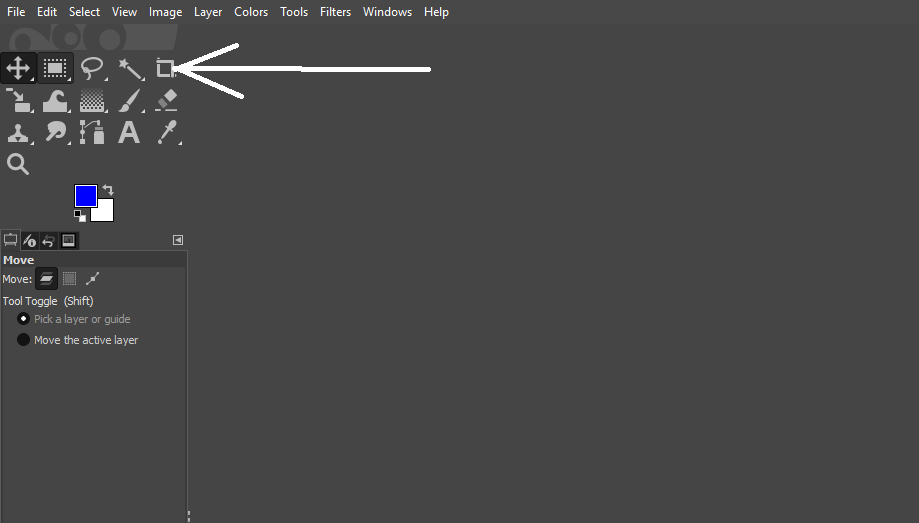 File Edit Select View Image Layer Colors Tools Filters Windows Help
A
Move
Move:
Tool Toggle (Shift)
Pick a layer or guide
Move the active layer